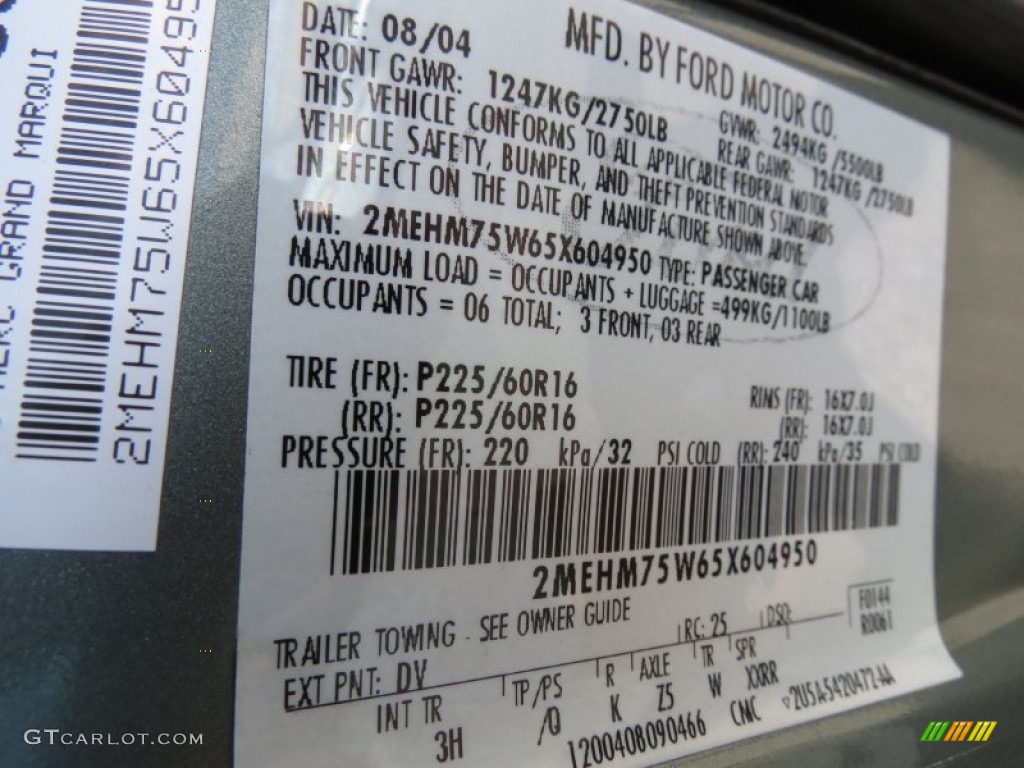 MERC GRAND MARQUI
2MEHM75W65X60495
DATE: 08/04 MFD. BY FORD MOTOR CO.
FRONT GAWR: 1247KG/2750LB GVWR: 2494KG /5500LB
REAR GAWR: 1247KG /2750LB
THIS VEHICLE CONFORMS TO ALL APPLICABLE FEDERAL MOTOR
VEHICLE SAFETY, BUMPER, AND THEFT PREVENTION STANDARDS
IN EFFECT ON THE DATE OF MANUFACTURE SHOWN ABOVE.
VIN: 2MEHM75W65X604950 TYPE: PASSENGER CAR
MAXIMUM LOAD = OCCUPANTS + LUGGAGE =499KG/1100LB
OCCUPANTS = 06 TOTAL; 3 FRONT, 03 REAR
TIRE (FR): P225/60R16 RIMS (FR): 16X7.0J
(RR): P225/60R16 (RR): 16X7.0J
PRESSURE (FR): 220 kPa/32 PSI COLD (RR): 240 kPa/35 PSI COLD
2MEHM75W65X604950
TRAILER TOWING - SEE OWNER GUIDE
EXT PNT: DV RC: 25 DSO: F0144
R0061
INT TR TP/PS R AXLE TR SPR
3H /Q K Z5 W XXRR
1200408090466 CMC 2U5A-5420472-AA
GTCARLOT.COM